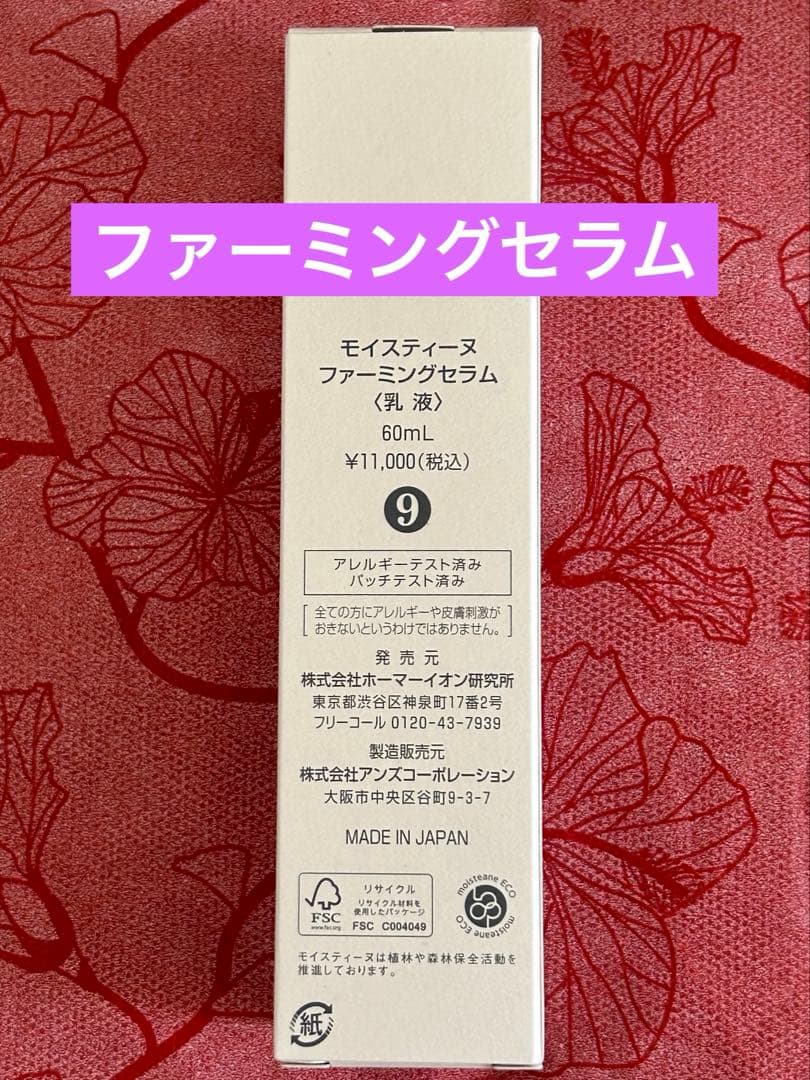 ファーミングセラム
モイスティーヌ
ファーミングセラム
〈乳 液〉
60mL
¥11,000(税込)
9
アレルギーテスト済み
パッチテスト済み
[ 全ての方にアレルギーや皮膚刺激が
おきないというわけではありません。 ]
発 売 元
株式会社ホーマーイオン研究所
東京都渋谷区神泉町17番2号
フリーコール 0120-43-7939
製造販売元
株式会社アンズコーポレーション
大阪市中央区谷町9-3-7
MADE IN JAPAN
FSC
www.fsc.org
リサイクル
リサイクル材料を
使用したパッケージ
FSC C004049
moisteane ECO
moisteane ECO
モイスティーヌは植林や森林保全活動を
推進しております。
紙